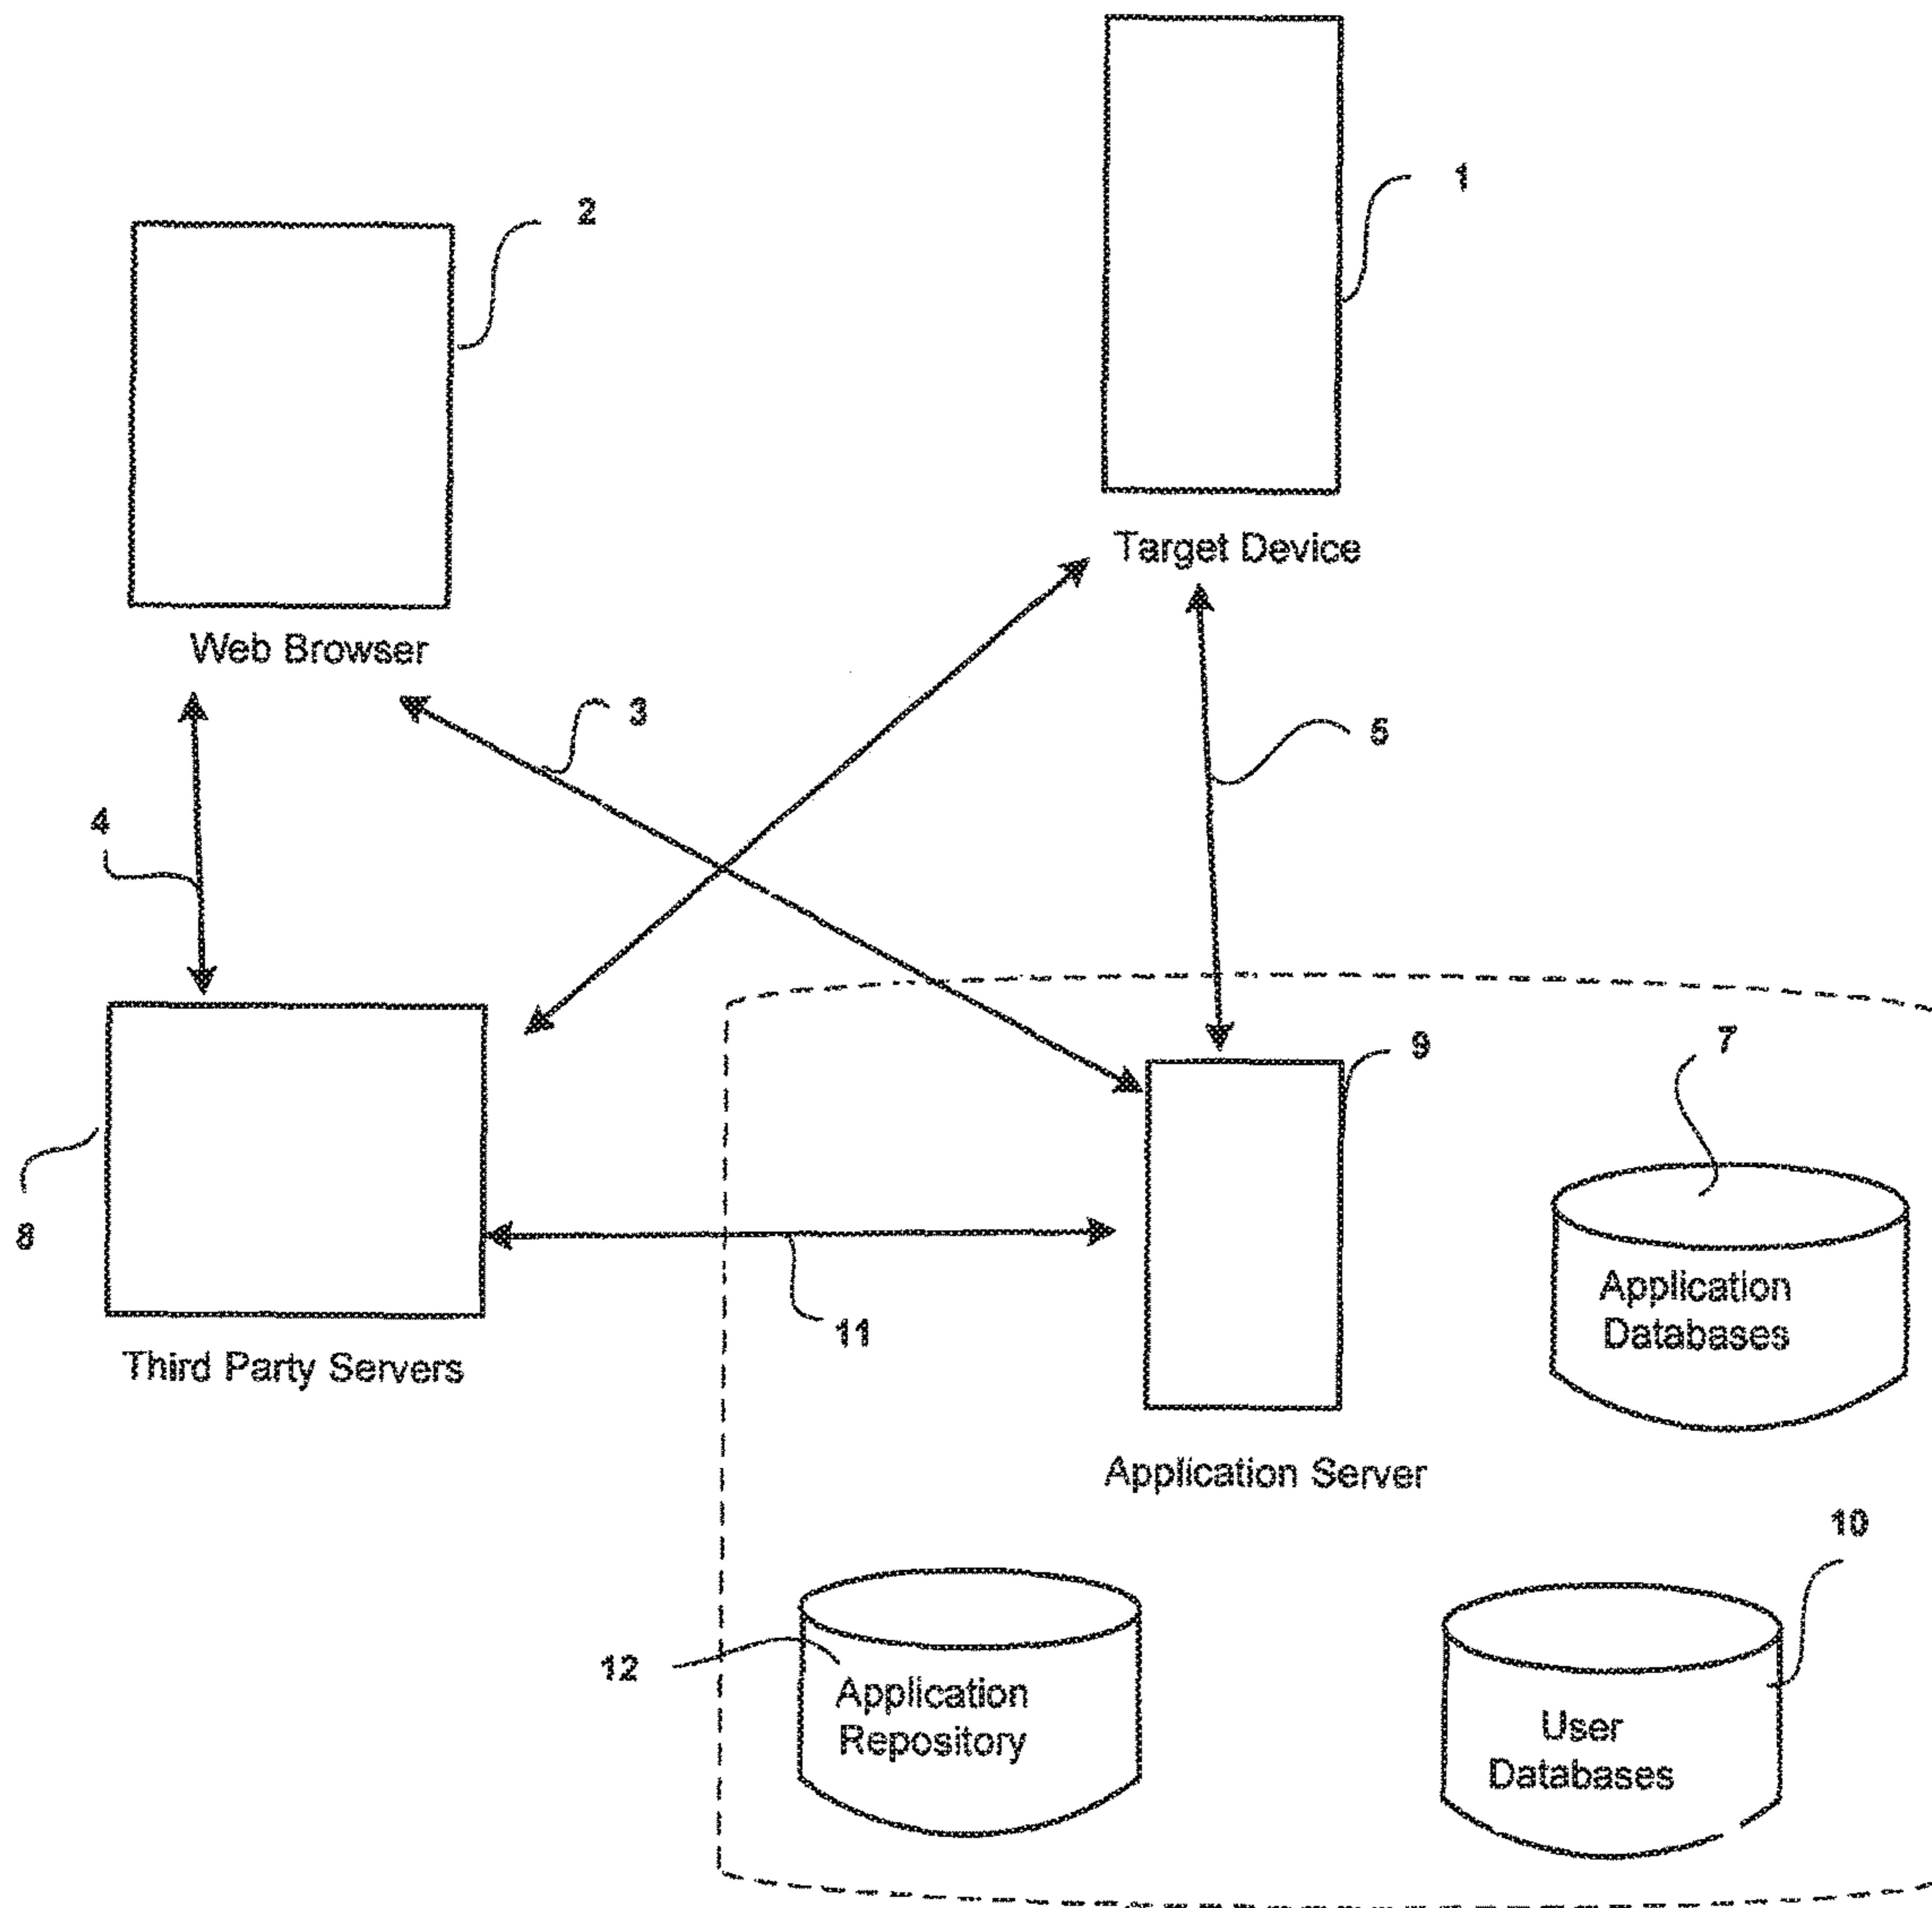 1
2
Target Device
Web Browser
3
5
4
9
7
8
11
Application
Databases
Third Party Servers
Application Server
10
12
Application
Repository
User
Databases